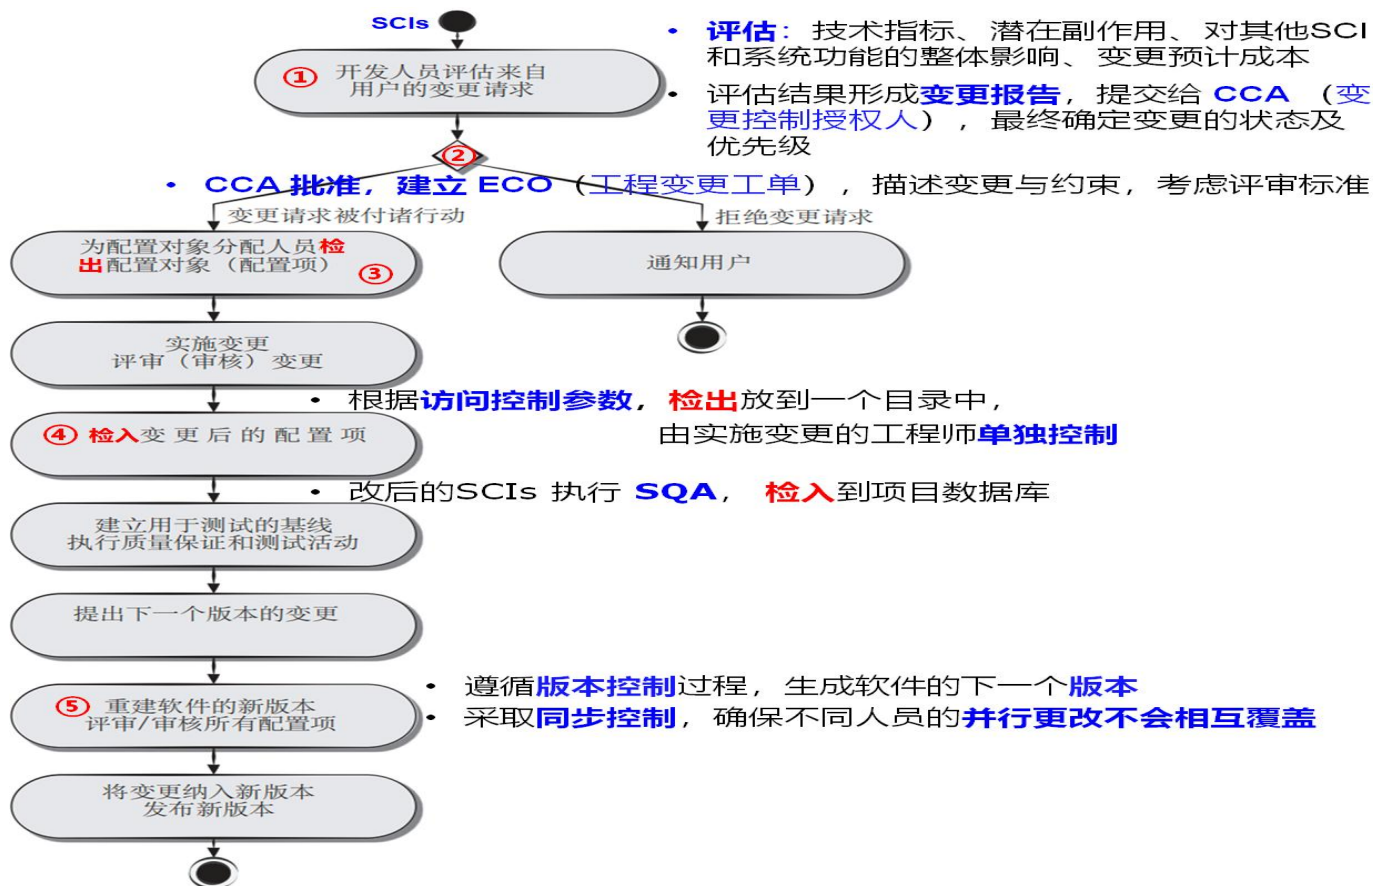 SCIs
• 评估：技术指标、潜在副作用、对其他SCI
和系统功能的整体影响、变更预计成本
① 开发人员评估来自
用户的变更请求
• 评估结果形成变更报告，提交给 CCA （变
更控制授权人），最终确定变更的状态及
优先级
②
• CCA 批准，建立 ECO（工程变更工单），描述变更与约束，考虑评审标准
变更请求被付诸行动
拒绝变更请求
为配置对象分配人员检
出配置对象（配置项） ③
通知用户
实施变更
评审（审核）变更
• 根据访问控制参数，检出放到一个目录中，
由实施变更的工程师单独控制
④ 检入变更后的配置项
• 改后的SCIs 执行 SQA， 检入到项目数据库
建立用于测试的基线
执行质量保证和测试活动
提出下一个版本的变更
• 遵循版本控制过程，生成软件的下一个版本
• 采取同步控制，确保不同人员的并行更改不会相互覆盖
⑤ 重建软件的新版本
评审/审核所有配置项
将变更纳入新版本
发布新版本